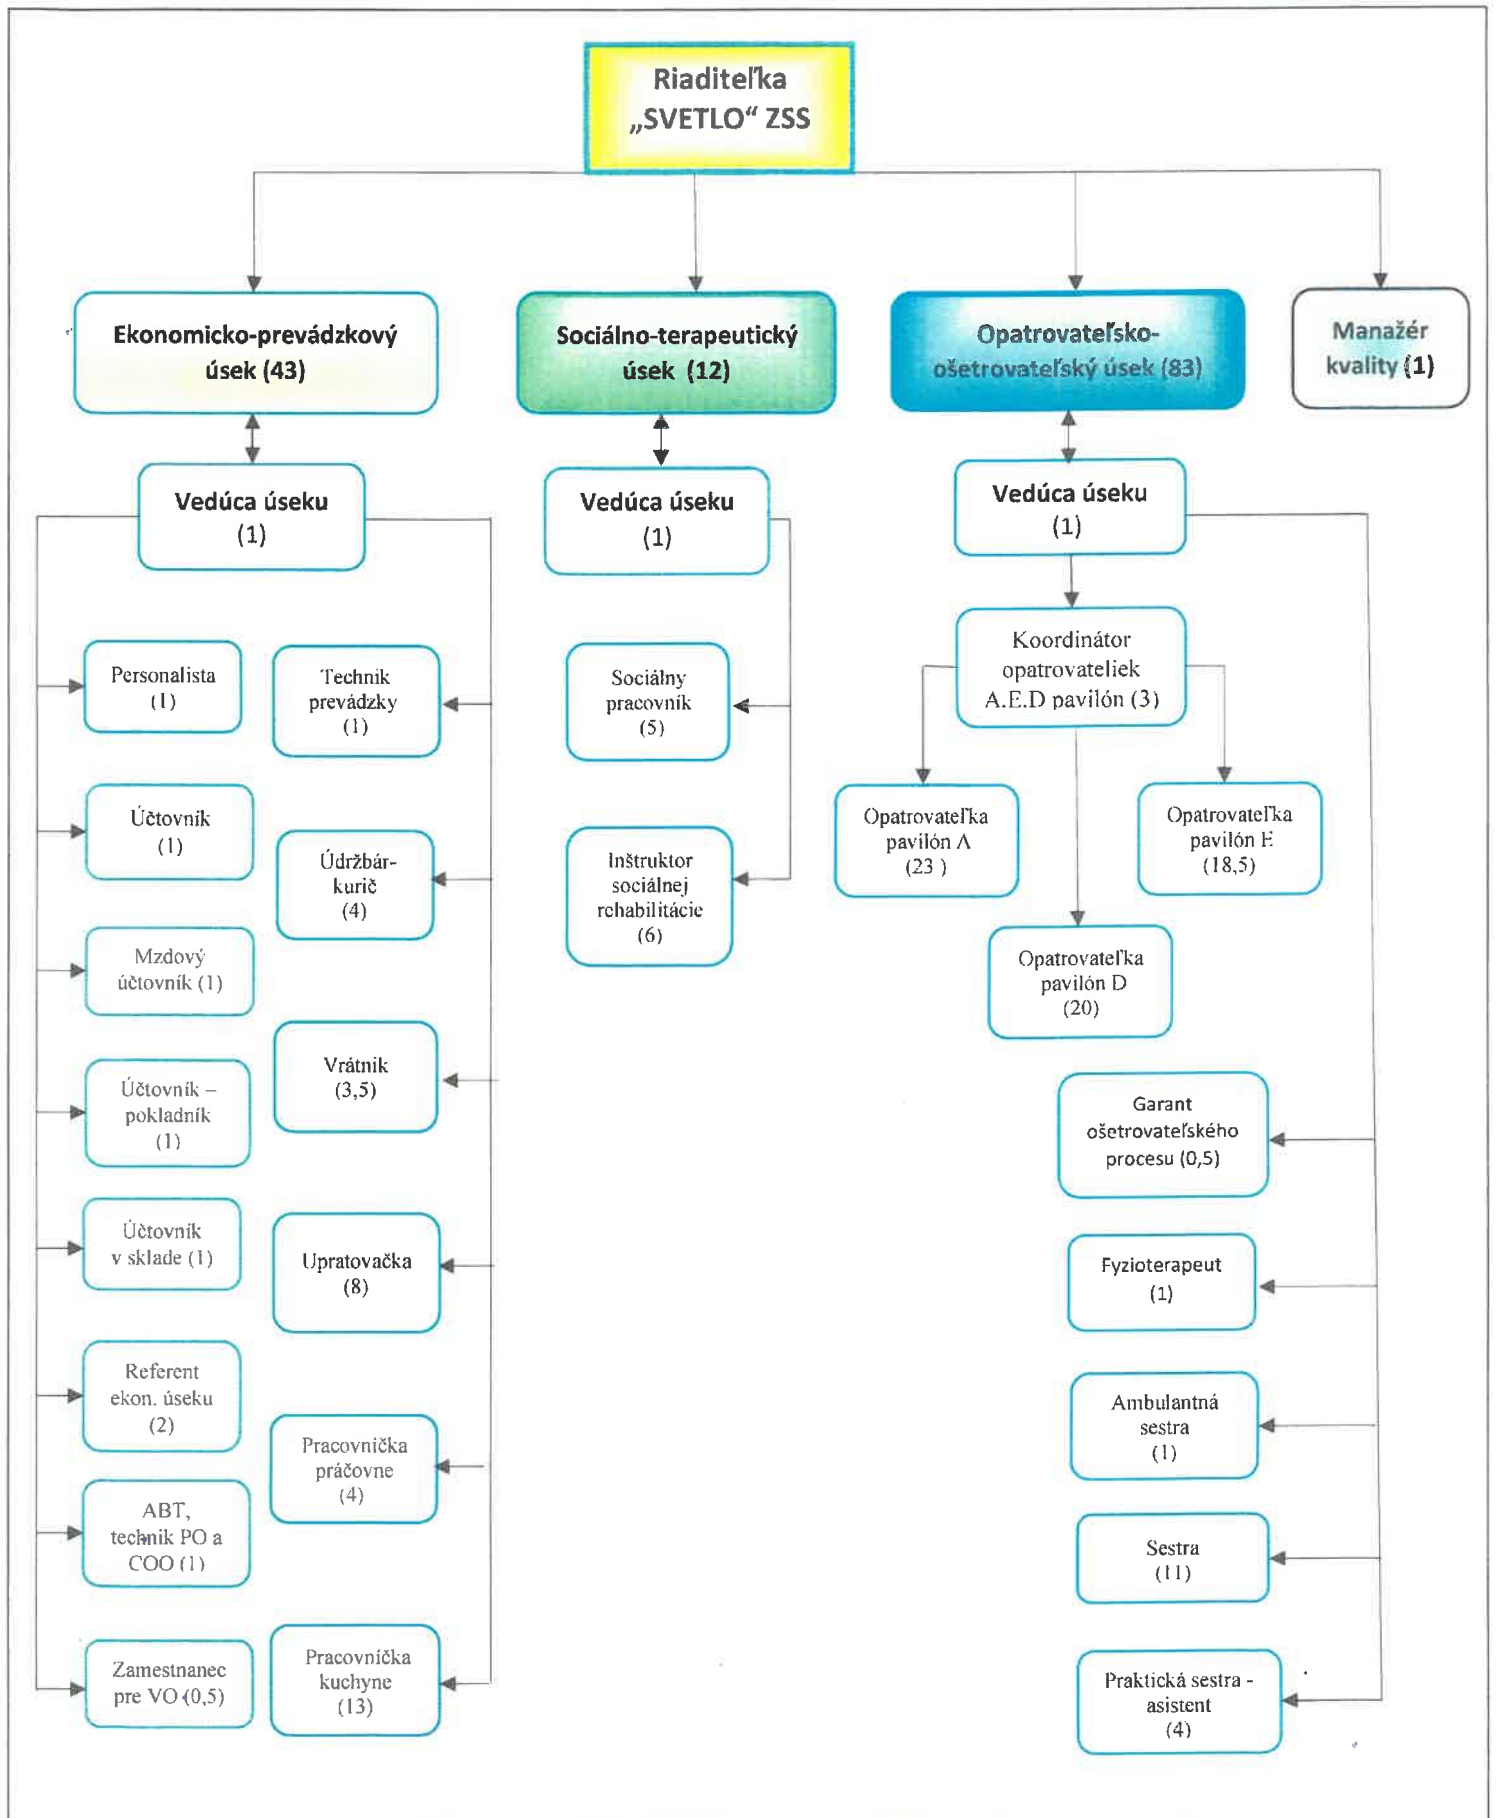 Riaditeľka
„SVETLO“ ZSS
Ekonomicko-prevádzkový
úsek (43)
Sociálno-terapeutický
úsek (12)
Opatrovateľsko-
ošetrovateľský úsek (83)
Manažér
kvality (1)
Vedúca úseku
(1)
Vedúca úseku
(1)
Vedúca úseku
(1)
Personalista
(1)
Účtovník
(1)
Mzdový
účtovník (1)
Účtovník –
pokladník
(1)
Účtovník
v sklade (1)
Referent
ekon. úseku
(2)
ABT,
technik PO a
COO (1)
Zamestnanec
pre VO (0,5)
Technik
prevádzky
(1)
Údržbár-
kurič
(4)
Vrátnik
(3,5)
Upratovačka
(8)
Pracovníčka
práčovne
(4)
Pracovníčka
kuchyne
(13)
Sociálny
pracovník
(5)
Inštruktor
sociálnej
rehabilitácie
(6)
Koordinátor
opatrovateliek
A.E.D pavilón (3)
Opatrovateľka
pavilón A
(23 )
Opatrovateľka
pavilón E
(18,5)
Opatrovateľka
pavilón D
(20)
Garant
ošetrovateľského
procesu (0,5)
Fyzioterapeut
(1)
Ambulantná
sestra
(1)
Sestra
(11)
Praktická sestra -
asistent
(4)